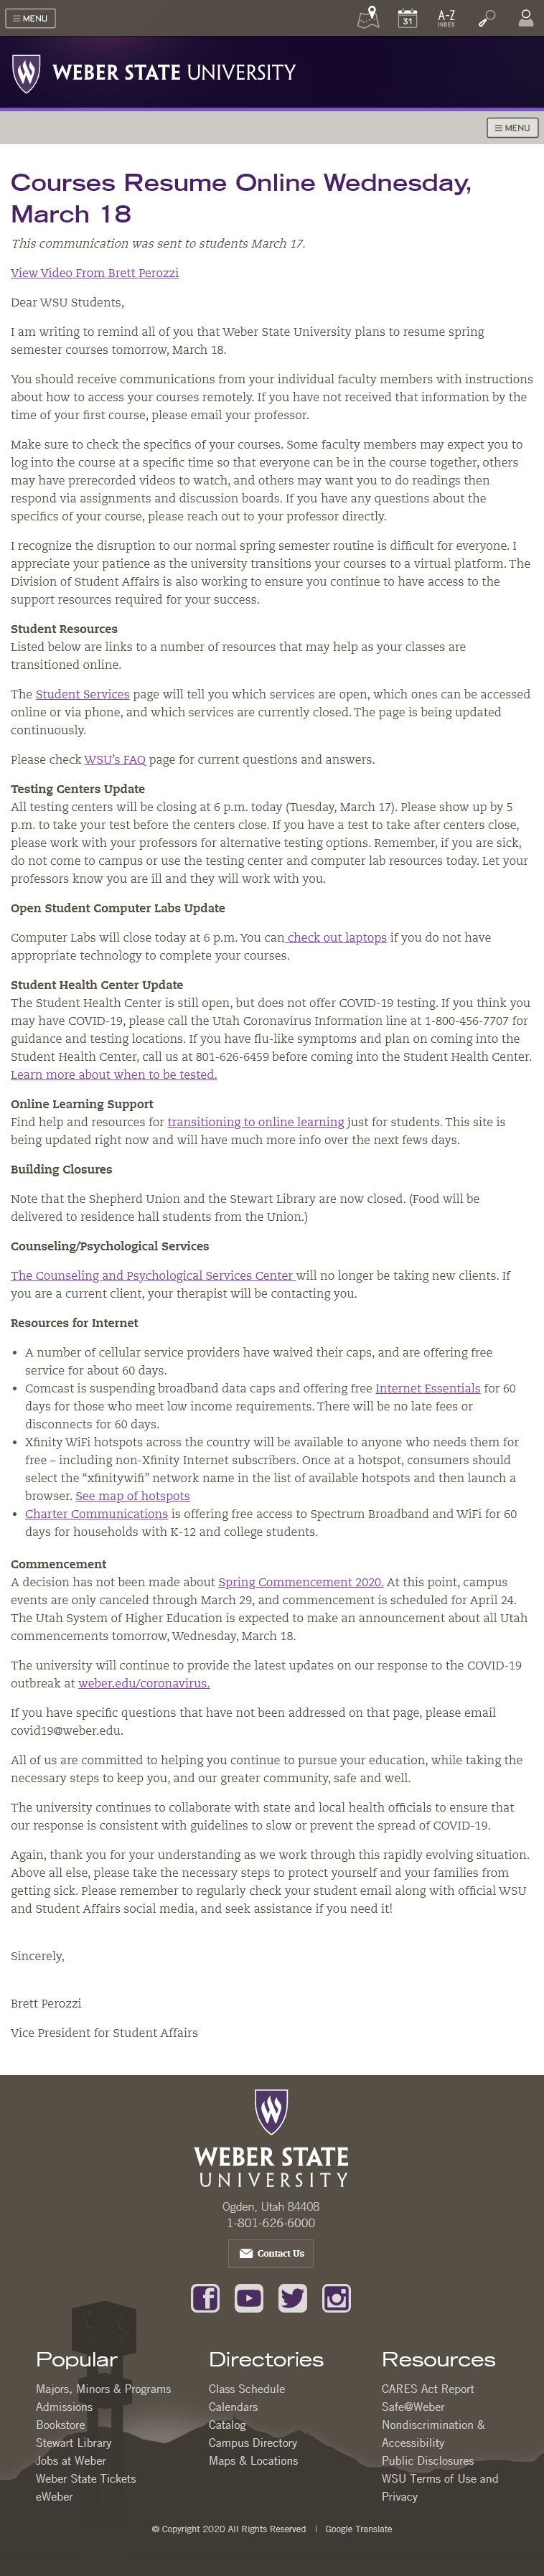 ≡ MENU
31
A-Z
INDEX
WEBER STATE UNIVERSITY
≡ MENU
Courses Resume Online Wednesday,
March 18
This communication was sent to students March 17.
View Video From Brett Perozzi
Dear WSU Students,
I am writing to remind all of you that Weber State University plans to resume spring
semester courses tomorrow, March 18.
You should receive communications from your individual faculty members with instructions
about how to access your courses remotely. If you have not received that information by the
time of your first course, please email your professor.
Make sure to check the specifics of your courses. Some faculty members may expect you to
log into the course at a specific time so that everyone can be in the course together, others
may have prerecorded videos to watch, and others may want you to do readings then
respond via assignments and discussion boards. If you have any questions about the
specifics of your course, please reach out to your professor directly.
I recognize the disruption to our normal spring semester routine is difficult for everyone. I
appreciate your patience as the university transitions your courses to a virtual platform. The
Division of Student Affairs is also working to ensure you continue to have access to the
support resources required for your success.
Student Resources
Listed below are links to a number of resources that may help as your classes are
transitioned online.
The Student Services page will tell you which services are open, which ones can be accessed
online or via phone, and which services are currently closed. The page is being updated
continuously.
Please check WSU's FAQ page for current questions and answers.
Testing Centers Update
All testing centers will be closing at 6 p.m. today (Tuesday, March 17). Please show up by 5
p.m. to take your test before the centers close. If you have a test to take after centers close,
please work with your professors for alternative testing options. Remember, if you are sick,
do not come to campus or use the testing center and computer lab resources today. Let your
professors know you are ill and they will work with you.
Open Student Computer Labs Update
Computer Labs will close today at 6 p.m. You can check out laptops if you do not have
appropriate technology to complete your courses.
Student Health Center Update
The Student Health Center is still open, but does not offer COVID-19 testing. If you think you
may have COVID-19, please call the Utah Coronavirus Information line at 1-800-456-7707 for
guidance and testing locations. If you have flu-like symptoms and plan on coming into the
Student Health Center, call us at 801-626-6459 before coming into the Student Health Center.
Learn more about when to be tested.
Online Learning Support
Find help and resources for transitioning to online learning just for students. This site is
being updated right now and will have much more info over the next few days.
Building Closures
Note that the Shepherd Union and the Stewart Library are now closed. (Food will be
delivered to residence hall students from the Union.)
Counseling/Psychological Services
The Counseling and Psychological Services Center will no longer be taking new clients. If
you are a current client, your therapist will be contacting you.
Resources for Internet
• A number of cellular service providers have waived their caps, and are offering free
service for about 60 days.
• Comcast is suspending broadband data caps and offering free Internet Essentials for 60
days for those who meet low income requirements. There will be no late fees or
disconnects for 60 days.
• Xfinity WiFi hotspots across the country will be available to anyone who needs them for
free – including non-Xfinity Internet subscribers. Once at a hotspot, consumers should
select the “xfinitywifi” network name in the list of available hotspots and then launch a
browser. See map of hotspots
• Charter Communications is offering free access to Spectrum Broadband and WiFi for 60
days for households with K-12 and college students.
Commencement
A decision has not been made about Spring Commencement 2020. At this point, campus
events are only canceled through March 29, and commencement is scheduled for April 24.
The Utah System of Higher Education is expected to make an announcement about all Utah
commencements tomorrow, Wednesday, March 18.
The university will continue to provide the latest updates on our response to the COVID-19
outbreak at weber.edu/coronavirus.
If you have specific questions that have not been addressed on that page, please email
covid19@weber.edu.
All of us are committed to helping you continue to pursue your education, while taking the
necessary steps to keep you, and our greater community, safe and well.
The university continues to collaborate with state and local health officials to ensure that
our response is consistent with guidelines to slow or prevent the spread of COVID-19.
Again, thank you for your understanding as we work through this rapidly evolving situation.
Above all else, please take the necessary steps to protect yourself and your families from
getting sick. Please remember to regularly check your student email along with official WSU
and Student Affairs social media, and seek assistance if you need it!
Sincerely,
Brett Perozzi
Vice President for Student Affairs
WEBER STATE
UNIVERSITY
Ogden, Utah 84408
1-801-626-6000
Contact Us
Popular
Majors, Minors & Programs
Admissions
Bookstore
Stewart Library
Jobs at Weber
Weber State Tickets
eWeber
Directories
Class Schedule
Calendars
Catalog
Campus Directory
Maps & Locations
Resources
CARES Act Report
Safe@Weber
Nondiscrimination &
Accessibility
Public Disclosures
WSU Terms of Use and
Privacy
© Copyright 2020 All Rights Reserved | Google Translate